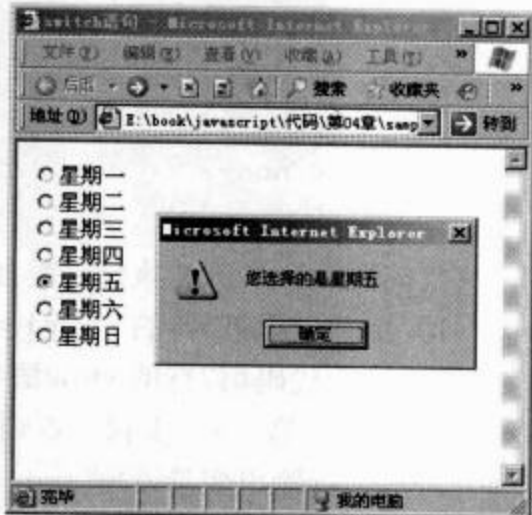 switch语句 - Microsoft Internet Explorer
文件(F) 编辑(E) 查看(V) 收藏(A) 工具(T) »
后退 搜索 收藏夹 »
地址(D) E:\book\javascript\代码\第04章\samp 转到
星期一
星期二
星期三
星期四
星期五
星期六
星期日
Microsoft Internet Explorer
您选择的是星期五
确定
完毕 我的电脑